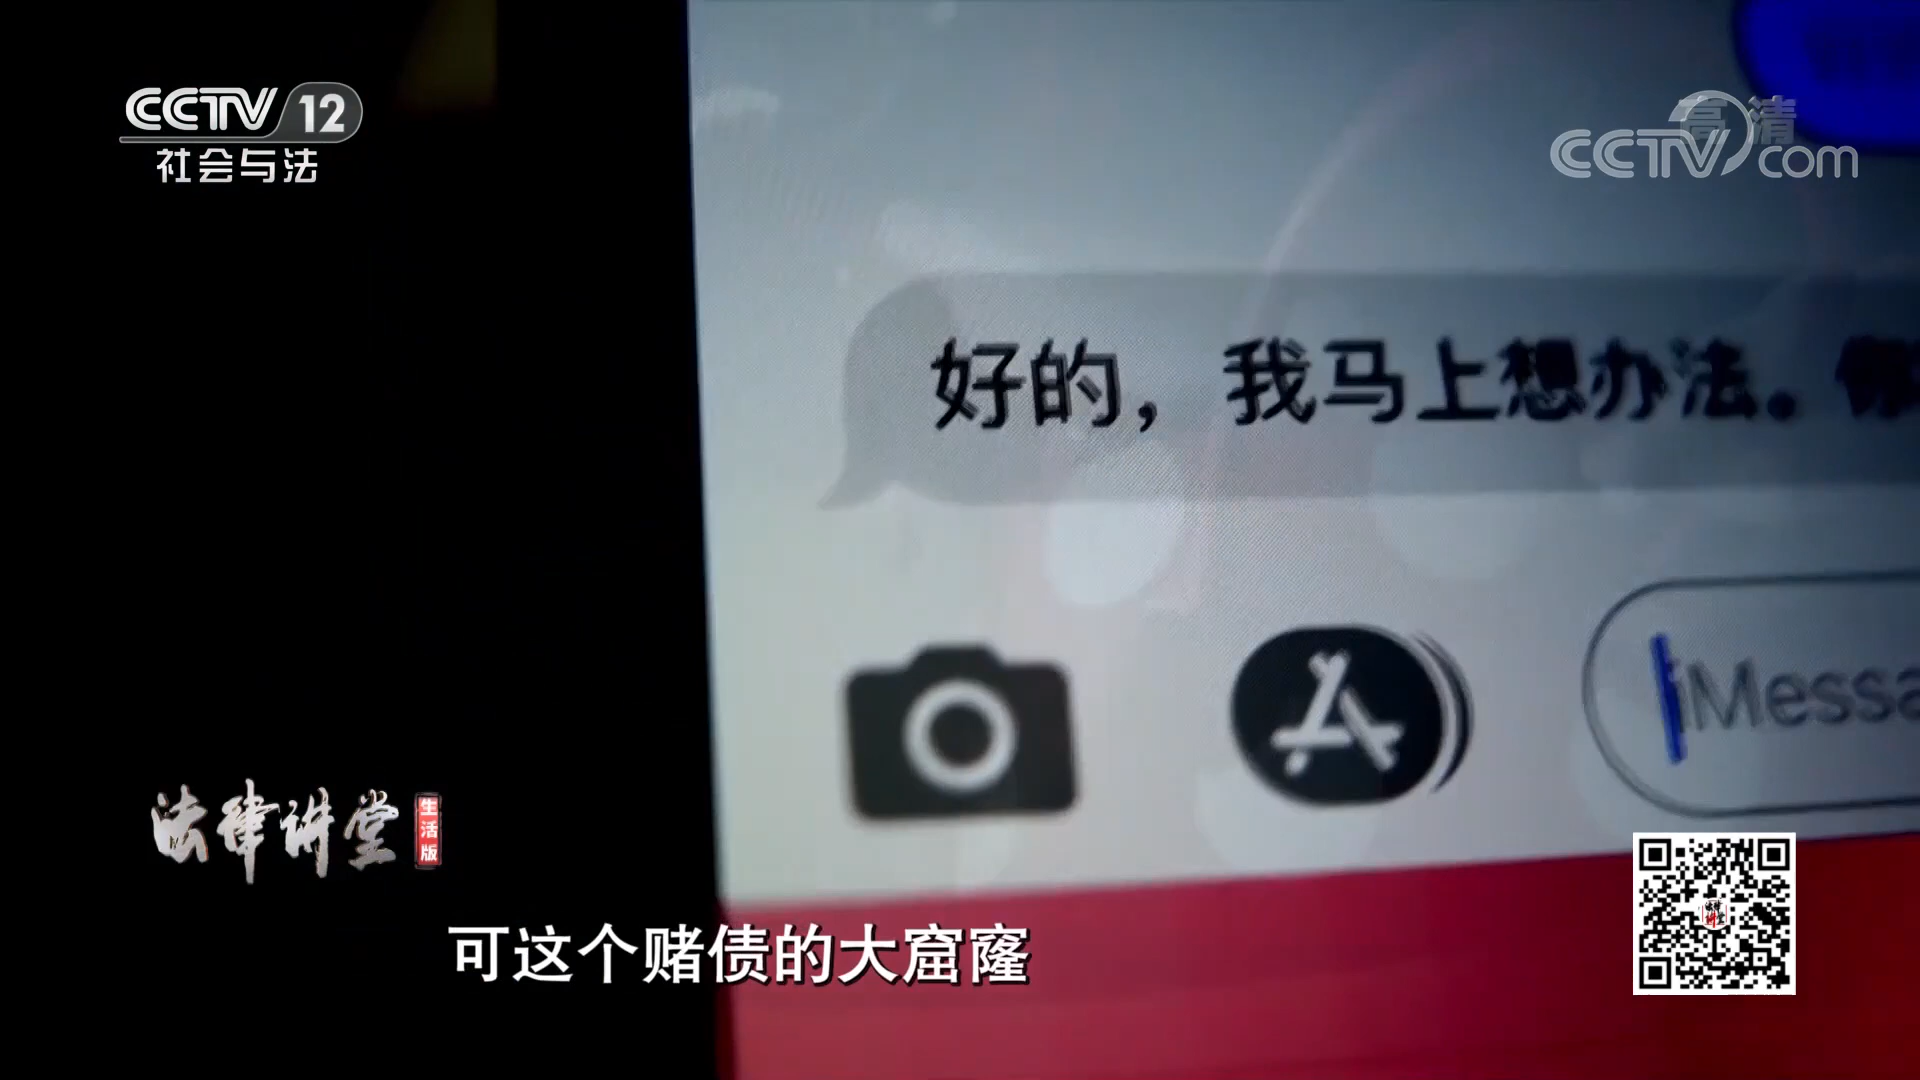 CCTV 12
社会与法
高清
CCTV com
好的，我马上想办法。你
iMessa
法律讲堂
生活版
可这个赌债的大窟窿